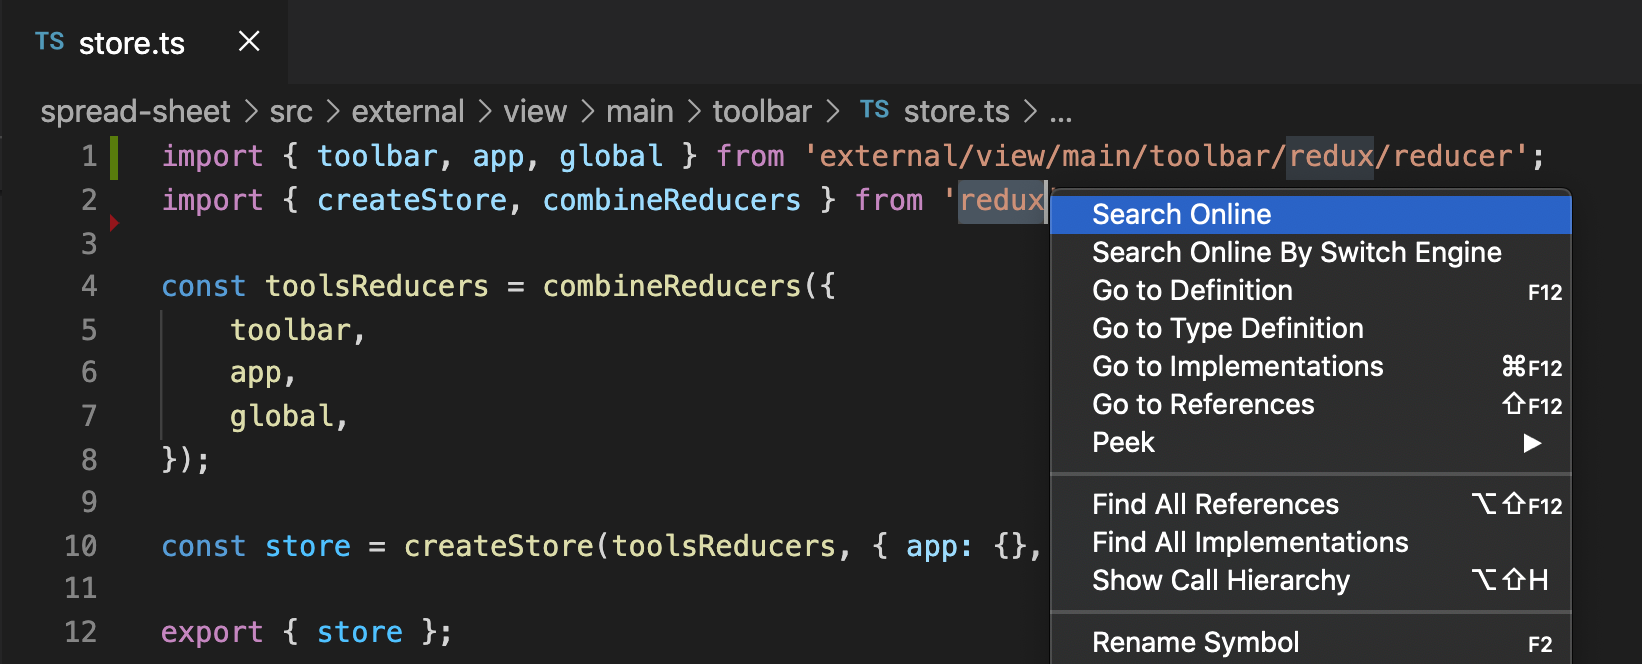 TS store.ts ×
spread-sheet > src > external > view > main > toolbar > TS store.ts > ...
1 import { toolbar, app, global } from 'external/view/main/toolbar/redux/reducer';
2 import { createStore, combineReducers } from 'redux'
3
4 const toolsReducers = combineReducers({
5 toolbar,
6 app,
7 global,
8 });
9
10 const store = createStore(toolsReducers, { app: {},
11
12 export { store };
Search Online
Search Online By Switch Engine
Go to Definition F12
Go to Type Definition
Go to Implementations ⌘F12
Go to References ⇧F12
Peek ▶
Find All References ⌥⇧F12
Find All Implementations
Show Call Hierarchy ⌥⇧H
Rename Symbol F2